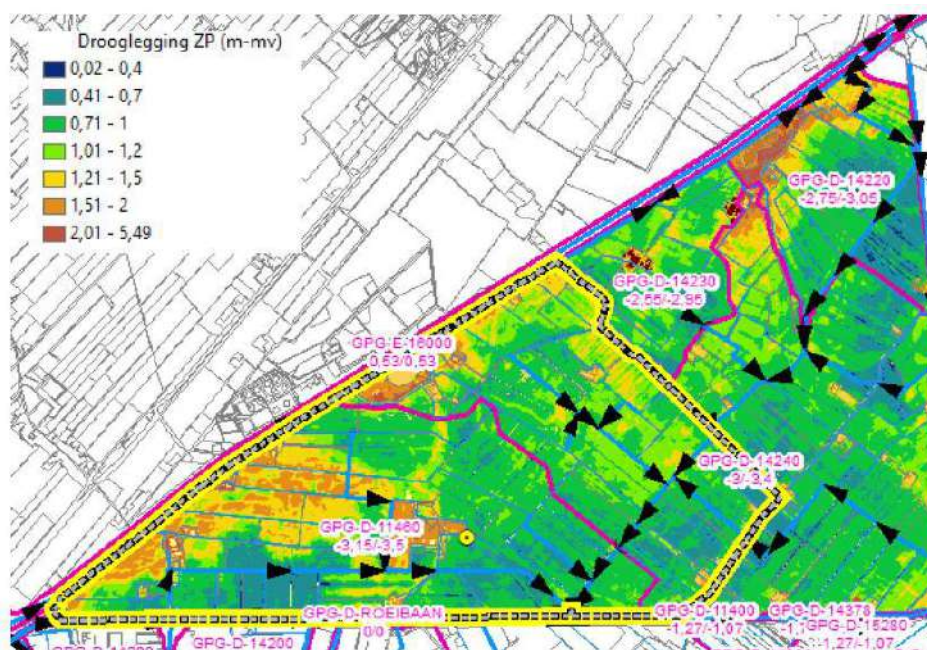 Drooglegging ZP (m-mv)
0,02 - 0,4
0,41 - 0,7
0,71 - 1
1,01 - 1,2
1,21 - 1,5
1,51 - 2
2,01 - 5,49
GPG-D-14220
-2,75/-3,05
GPG-D-14230
-2,55/-2,95
GPG-E-16000
0,53/0,53
GPG-D-14240
-3/-3,4
GPG-D-11460
-3,15/-3,5
GPG-D-ROEIBAAN
0/0
GPG-D-11400
-1,27/-1,07
GPG-D-14378
GPG-D-14200
-1,27/-1,07